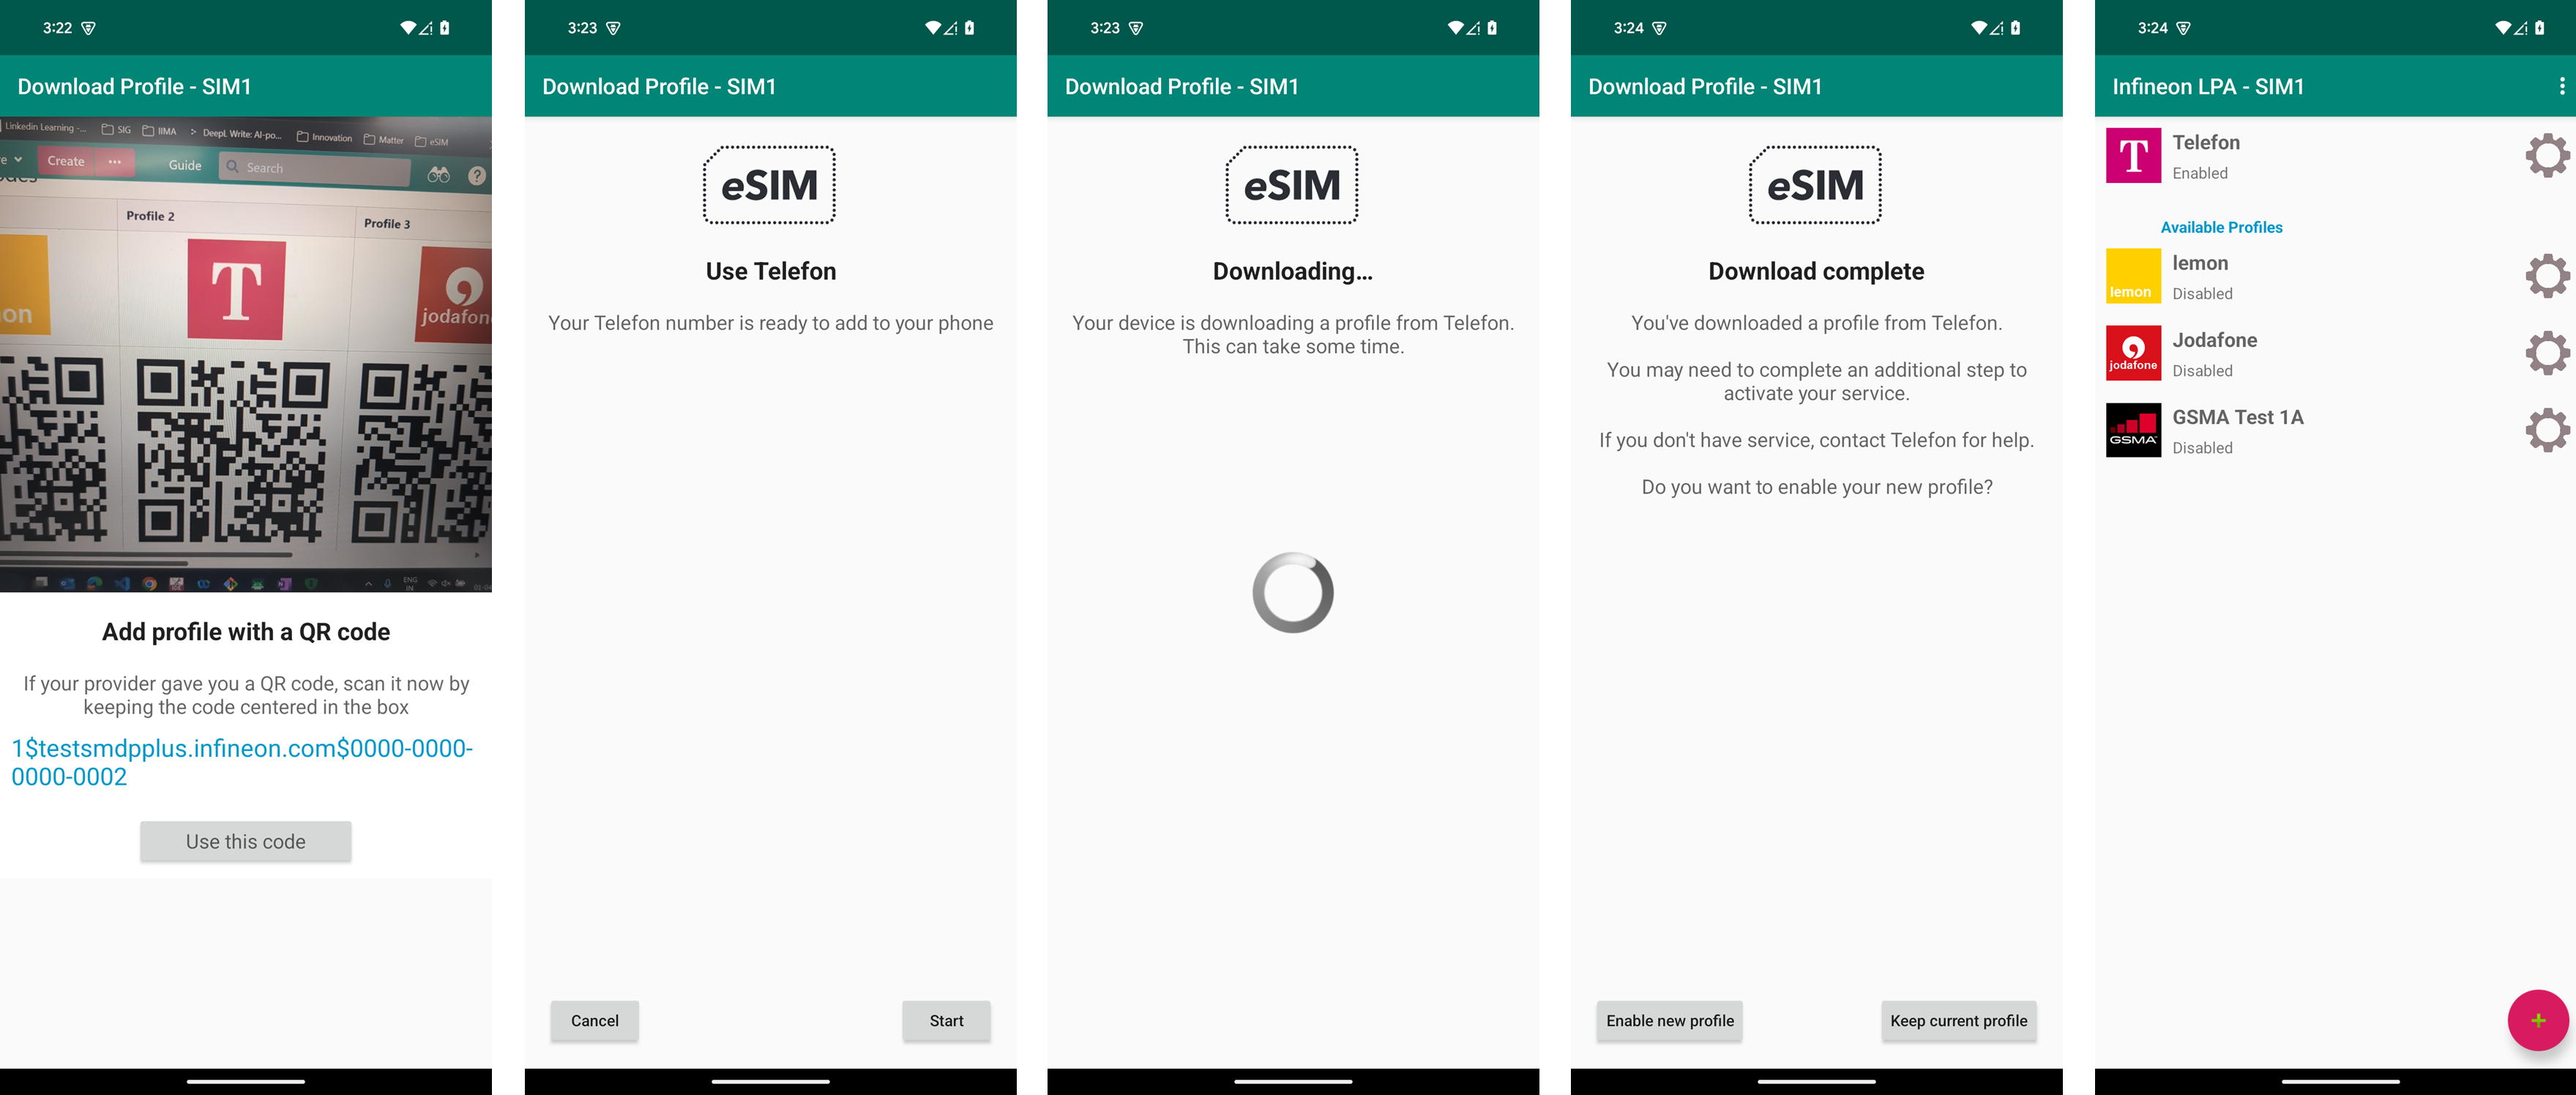 3:22
Download Profile - SIM1
Linkedin Learning -...
SIG
IIMA
DeepL Write: AI-po...
Innovation
Matter
eSIM
Create
...
Guide
Search
?
Profile 2
Profile 3
on
T
jodafon
ENG
IN
Add profile with a QR code
If your provider gave you a QR code, scan it now by
keeping the code centered in the box
1$testsmdpplus.infineon.com$0000-0000-
0000-0002
Use this code
3:23
Download Profile - SIM1
eSIM
Use Telefon
Your Telefon number is ready to add to your phone
Cancel
Start
3:23
Download Profile - SIM1
eSIM
Downloading...
Your device is downloading a profile from Telefon.
This can take some time.
3:24
Download Profile - SIM1
eSIM
Download complete
You've downloaded a profile from Telefon.
You may need to complete an additional step to
activate your service.
If you don't have service, contact Telefon for help.
Do you want to enable your new profile?
Enable new profile
Keep current profile
3:24
Infineon LPA - SIM1
T
Telefon
Enabled
Available Profiles
lemon
lemon
Disabled
jodafone
Jodafone
Disabled
GSMA
GSMA Test 1A
Disabled
+